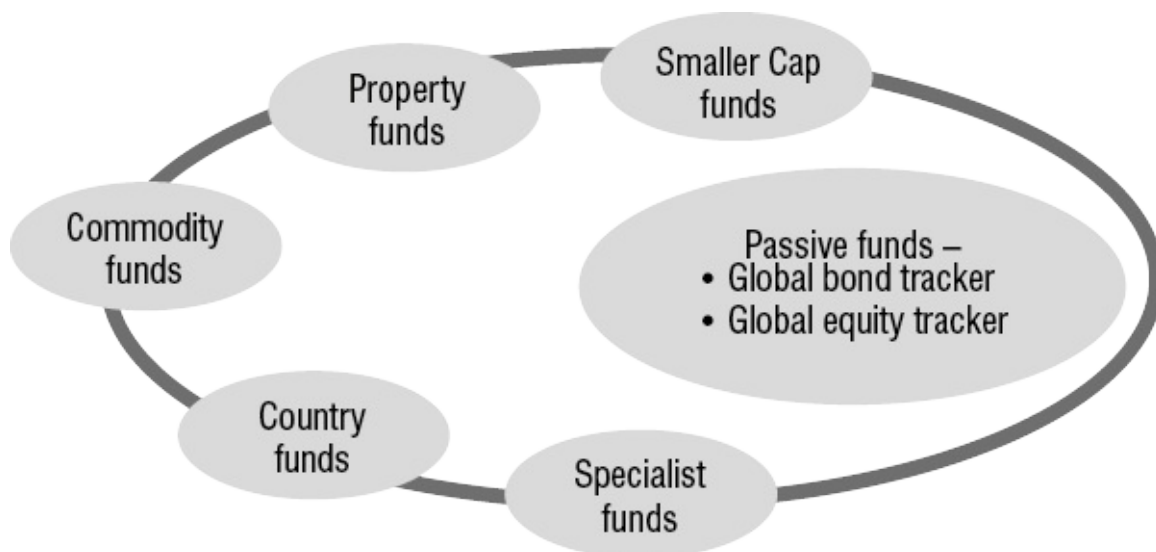 Property
funds
Smaller Cap
funds
Commodity
funds
Passive funds –
• Global bond tracker
• Global equity tracker
Country
funds
Specialist
funds